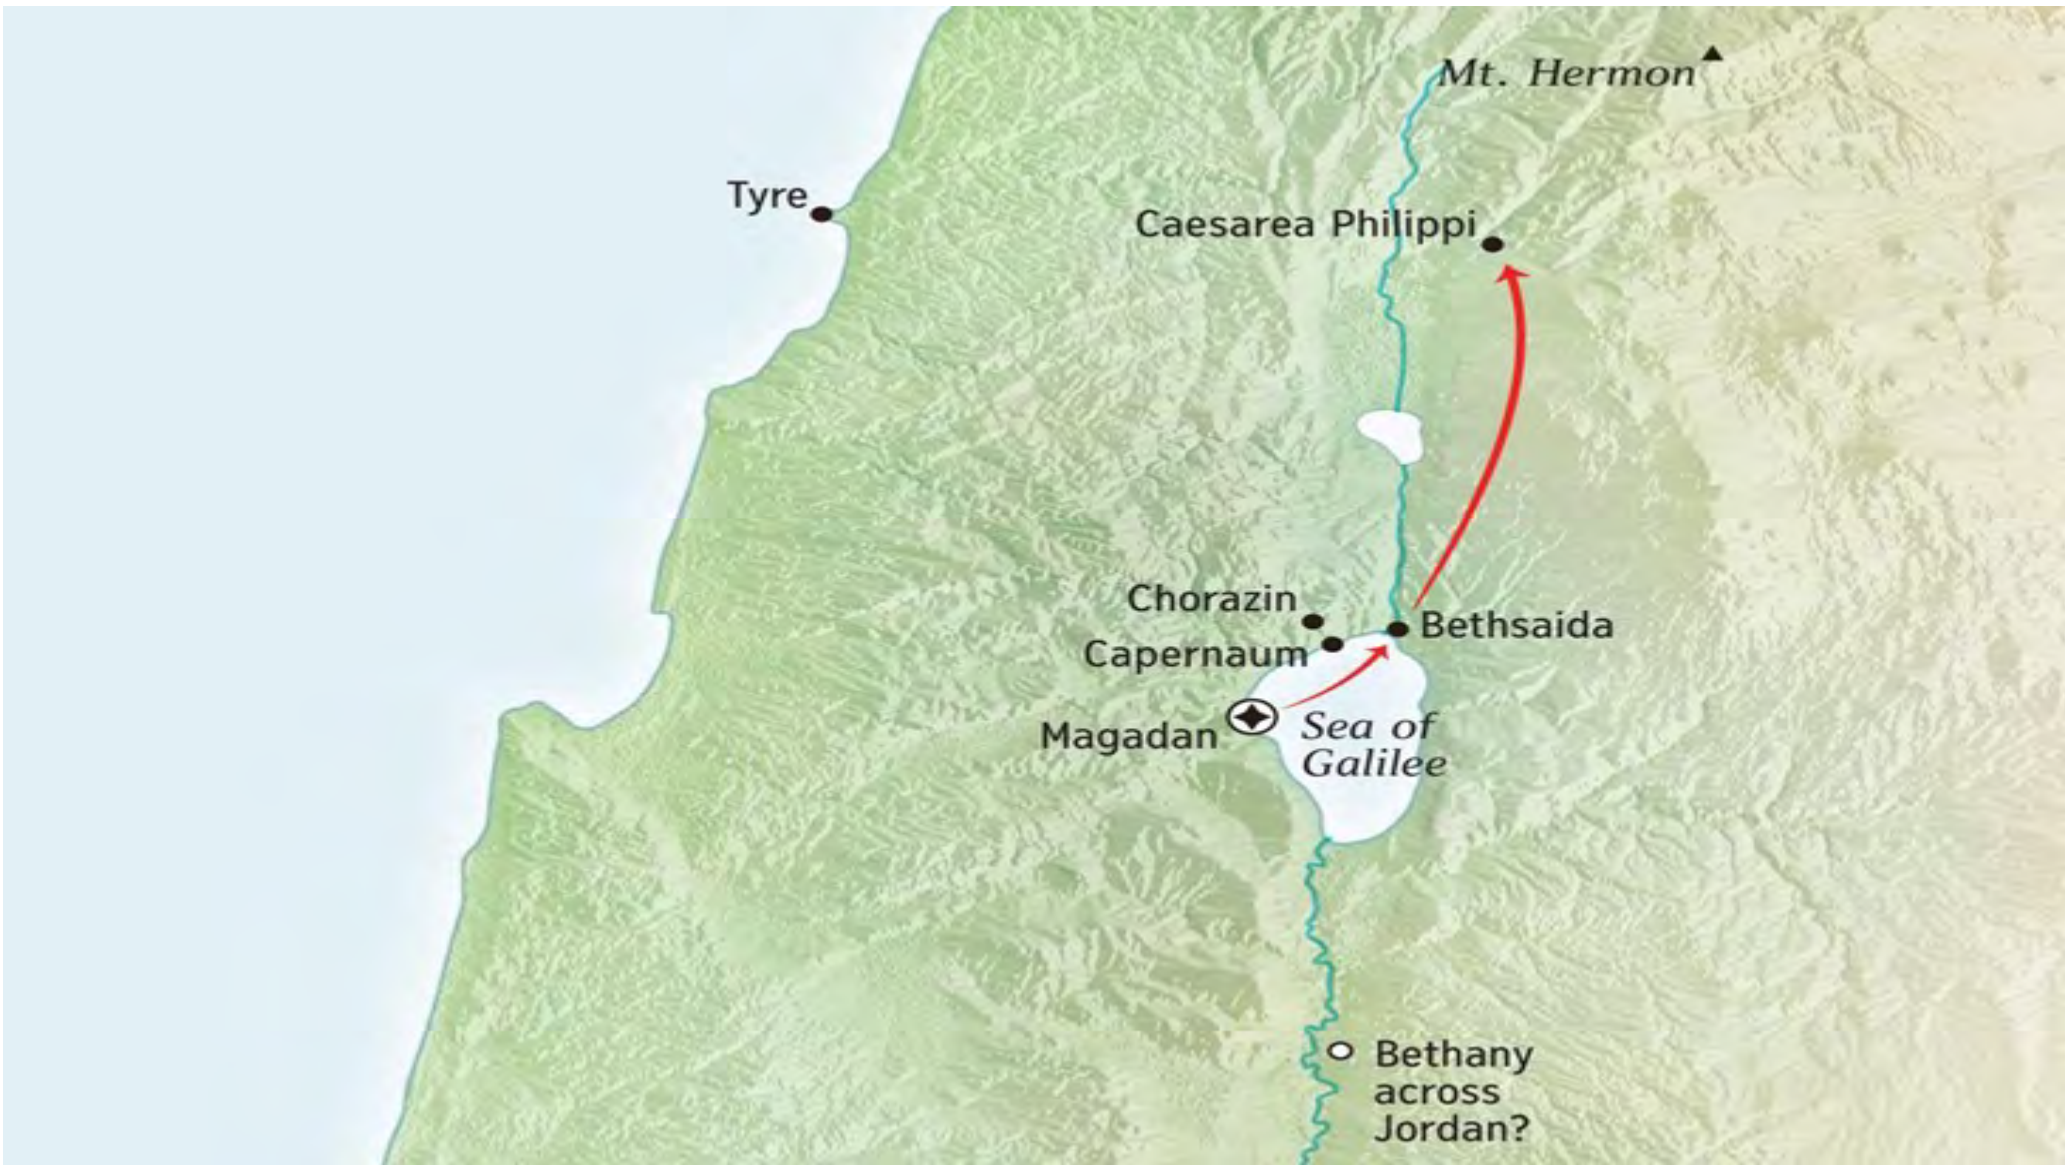 Mt. Hermon
Tyre
Caesarea Philippi
Chorazin
Bethsaida
Capernaum
Magadan
Sea of
Galilee
Bethany
across
Jordan?